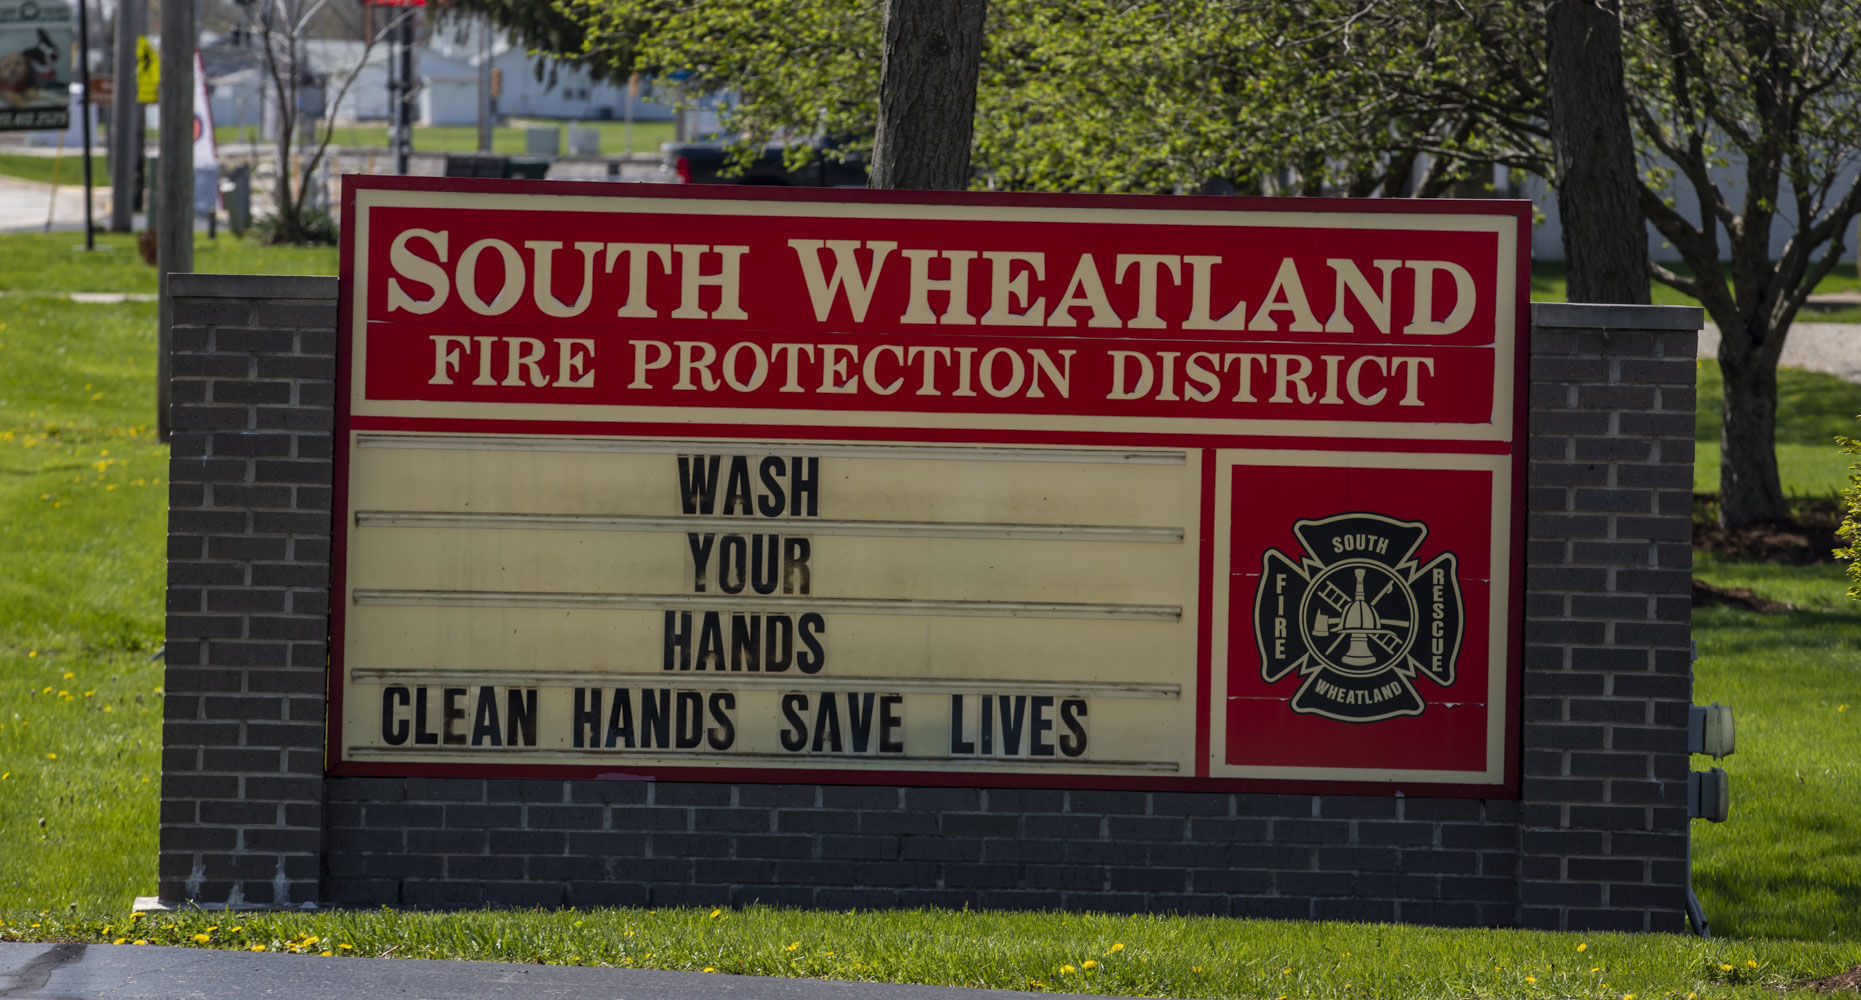 SOUTH WHEATLAND
FIRE PROTECTION DISTRICT
WASH
YOUR
HANDS
CLEAN HANDS SAVE LIVES
SOUTH
FIRE
RESCUE
WHEATLAND